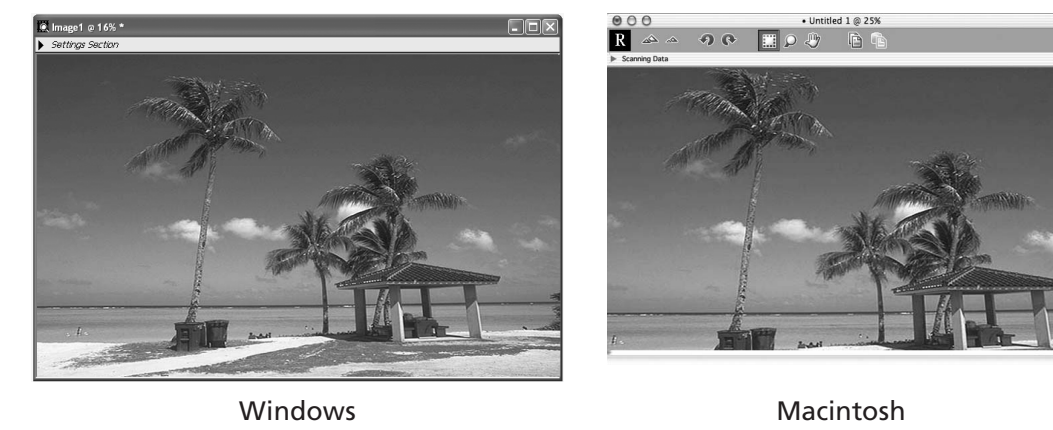 Image1 @ 16% *
Settings Section
• Untitled 1 @ 25%
R
Scanning Data
Windows
Macintosh